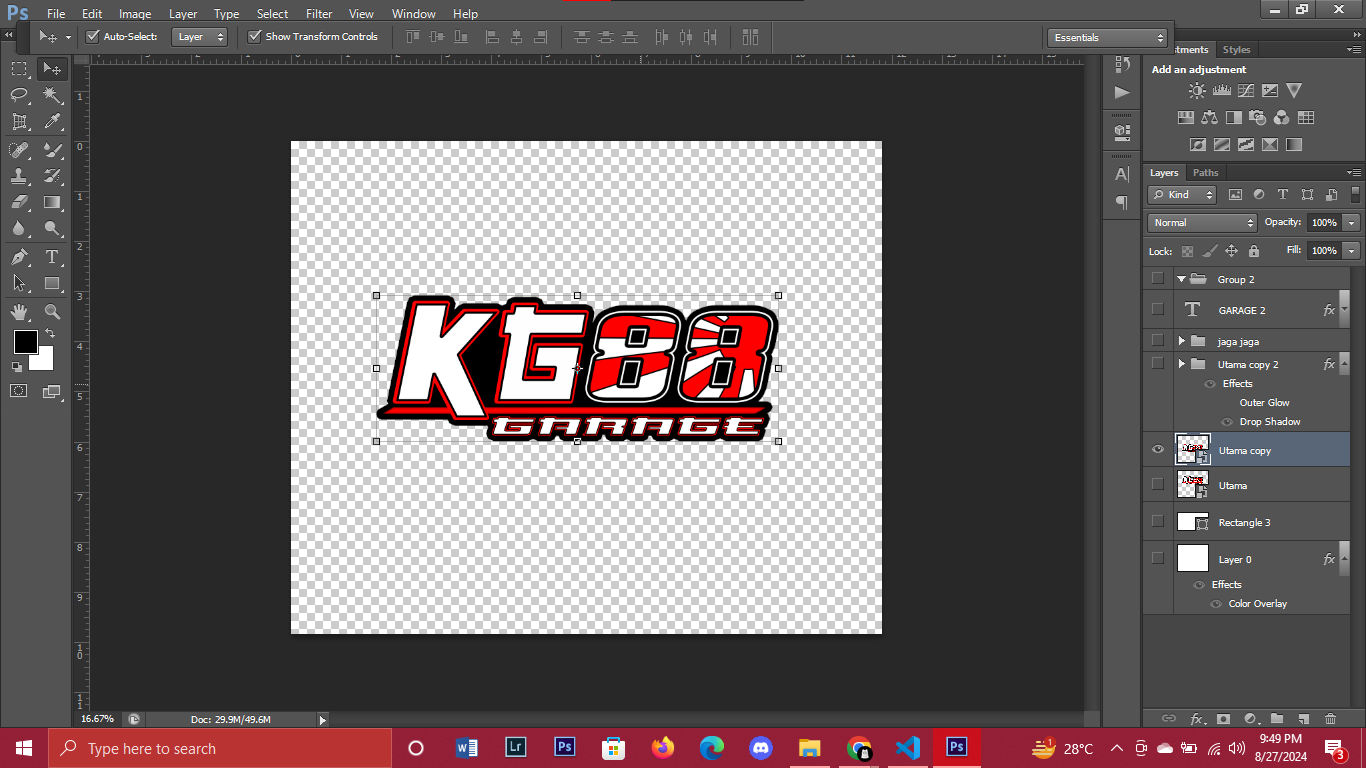 Ps File Edit Image Layer Type Select Filter View Window Help
Auto-Select: Layer Show Transform Controls Essentials
Styles
Add an adjustment
Layers Paths
Kind
Normal Opacity: 100%
Lock: Fill: 100%
Group 2
GARAGE 2 fx
jaga jaga
Utama copy 2 fx
Effects
Outer Glow
Drop Shadow
Utama copy
Utama
Rectangle 3
Layer 0 fx
Effects
Color Overlay
KG88
GARAGE
16.67% Doc: 29.9M/49.6M
Type here to search
28°C
9:49 PM
8/27/2024
3